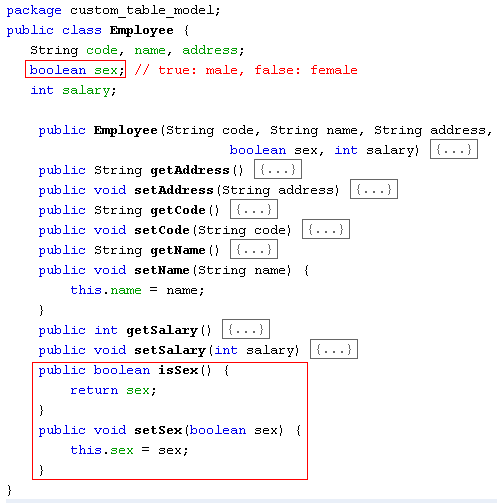 package custom_table_model;
public class Employee {
String code, name, address;
boolean sex; // true: male, false: female
int salary;
public Employee(String code, String name, String address,
boolean sex, int salary) {...}
public String getAddress() {...}
public void setAddress(String address) {...}
public String getCode() {...}
public void setCode(String code) {...}
public String getName() {...}
public void setName(String name) {
this.name = name;
}
public int getSalary() {...}
public void setSalary(int salary) {...}
public boolean isSex() {
return sex;
}
public void setSex(boolean sex) {
this.sex = sex;
}
}